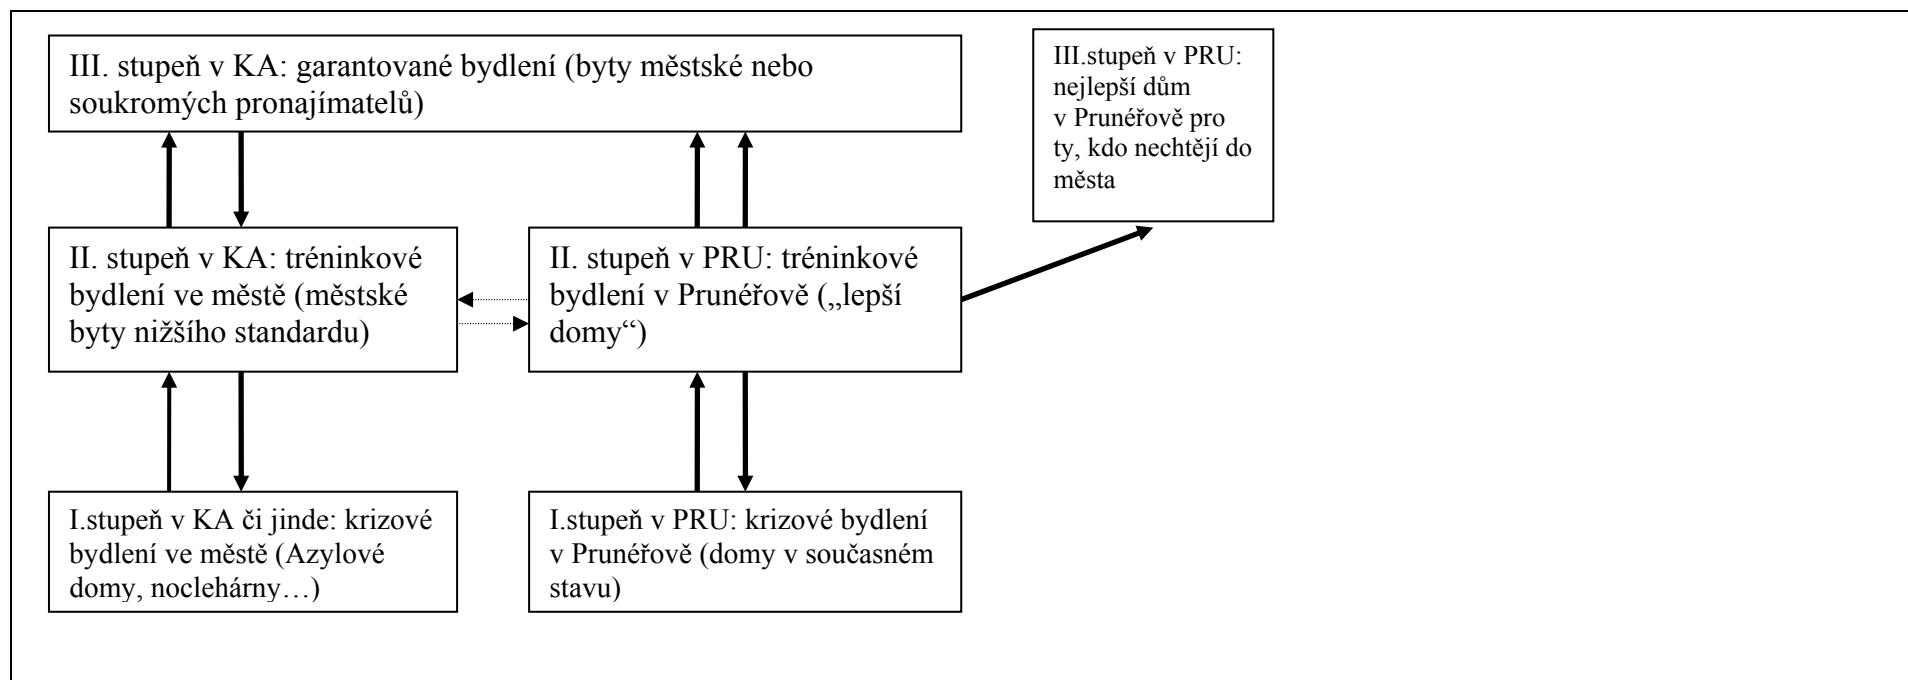 III. stupeň v KA: garantované bydlení (byty městské nebo
soukromých pronajímatelů)
III.stupeň v PRU:
nejlepší dům
v Prunéřově pro
ty, kdo nechtějí do
města
II. stupeň v KA: tréninkové
bydlení ve městě (městské
byty nižšího standardu)
II. stupeň v PRU: tréninkové
bydlení v Prunéřově („lepší
domy“)
I.stupeň v KA či jinde: krizové
bydlení ve městě (Azylové
domy, noclehárny…)
I.stupeň v PRU: krizové bydlení
v Prunéřově (domy v současném
stavu)